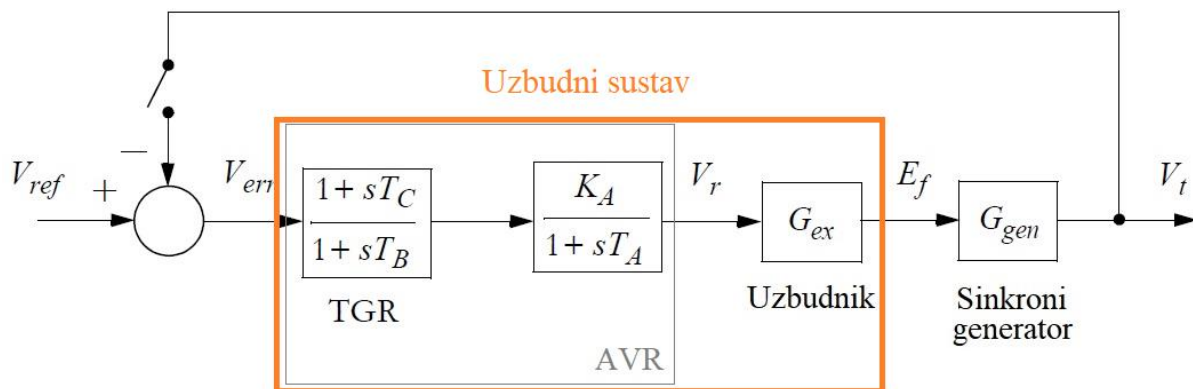 Uzbudni sustav
V_ref
+
−
V_err
1 + sT_C
1 + sT_B
TGR
K_A
1 + sT_A
AVR
V_r
G_ex
Uzbudnik
E_f
G_gen
Sinkroni
generator
V_t